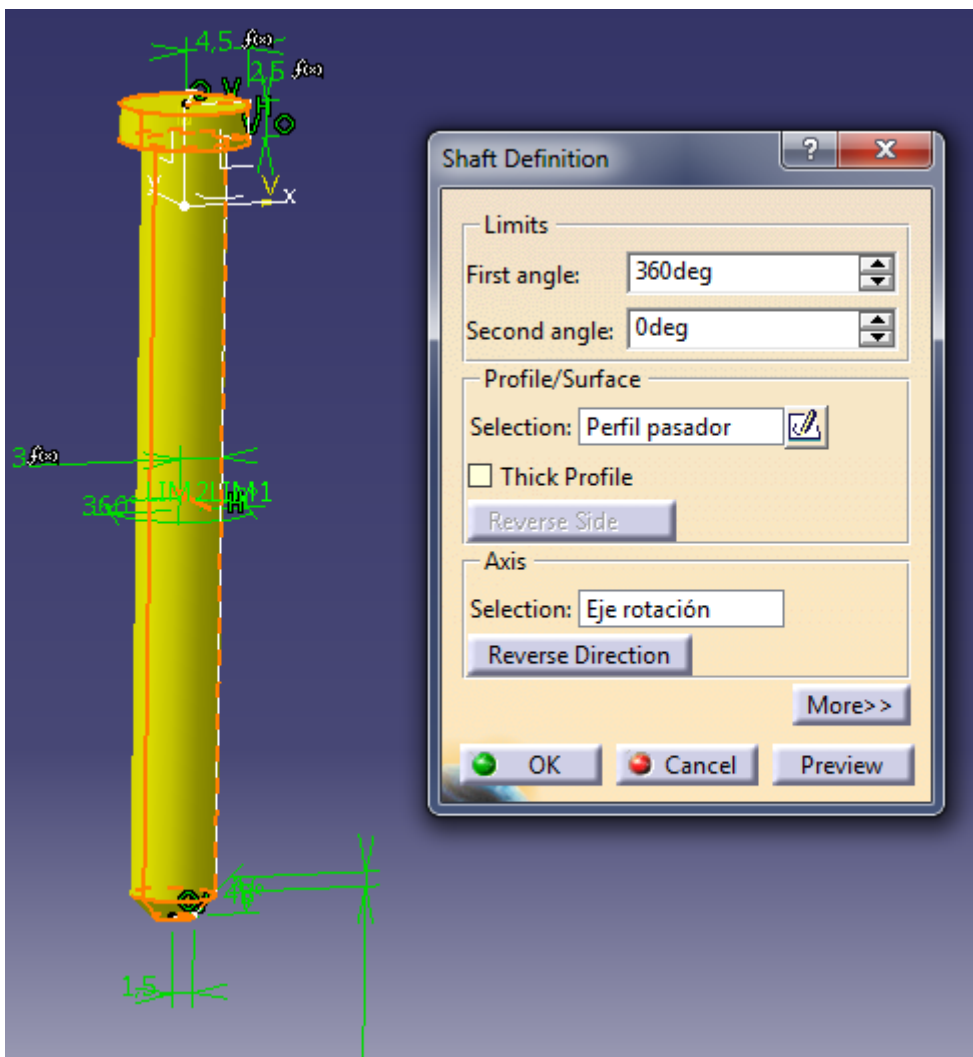 4,5 f(x)
2,5 f(x)
O V H
V O
y
V
x
3 f(x)
LIM2 LIM1
360°
H
1,5
Shaft Definition
?
X
Limits
First angle:
360deg
Second angle:
0deg
Profile/Surface
Selection:
Perfil pasador
Thick Profile
Reverse Side
Axis
Selection:
Eje rotación
Reverse Direction
More>>
OK
Cancel
Preview